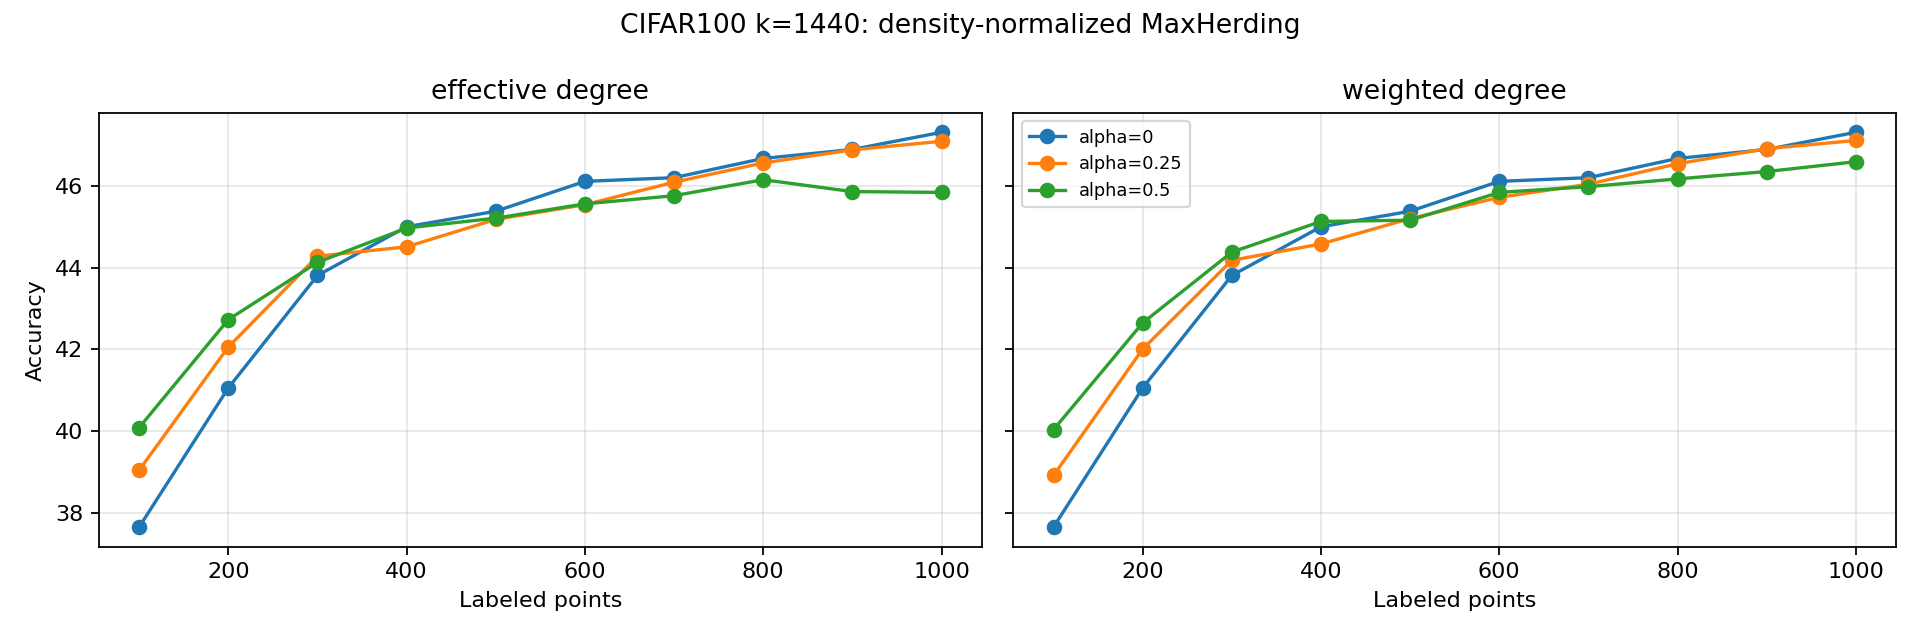 CIFAR100 k=1440: density-normalized MaxHerding
effective degree
Accuracy
46
44
42
40
38
200 400 600 800 1000
Labeled points
weighted degree
alpha=0
alpha=0.25
alpha=0.5
200 400 600 800 1000
Labeled points